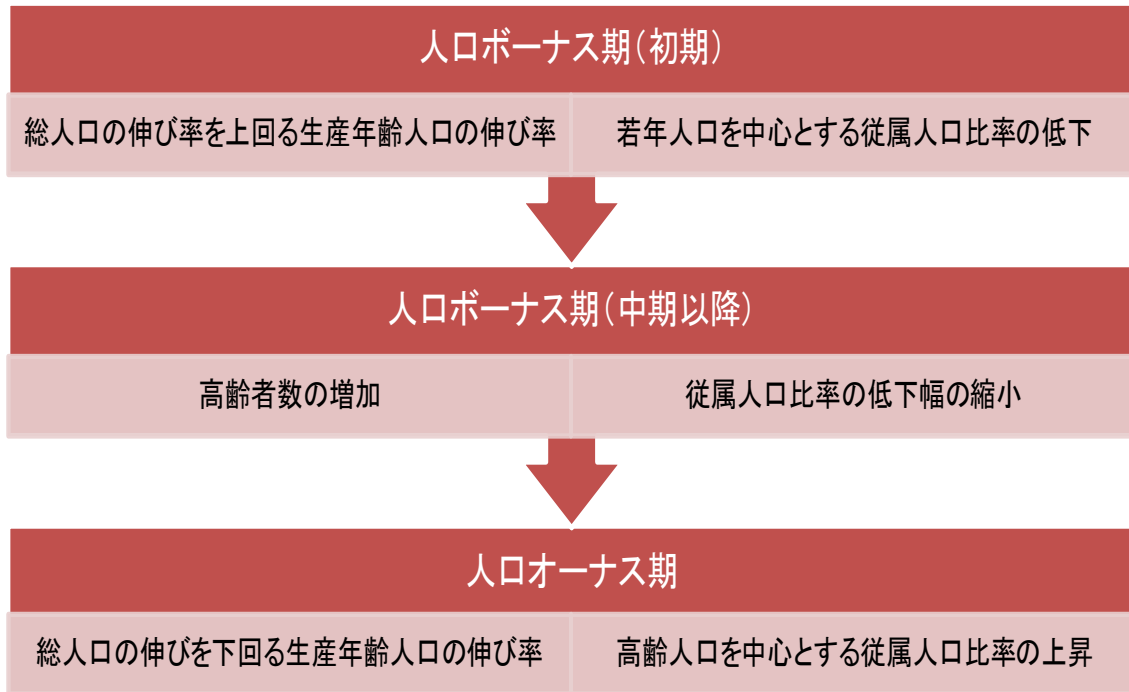 人口ボーナス期（初期）
総人口の伸び率を上回る生産年齢人口の伸び率
若年人口を中心とする従属人口比率の低下
人口ボーナス期（中期以降）
高齢者数の増加
従属人口比率の低下幅の縮小
人口オーナス期
総人口の伸びを下回る生産年齢人口の伸び率
高齢人口を中心とする従属人口比率の上昇